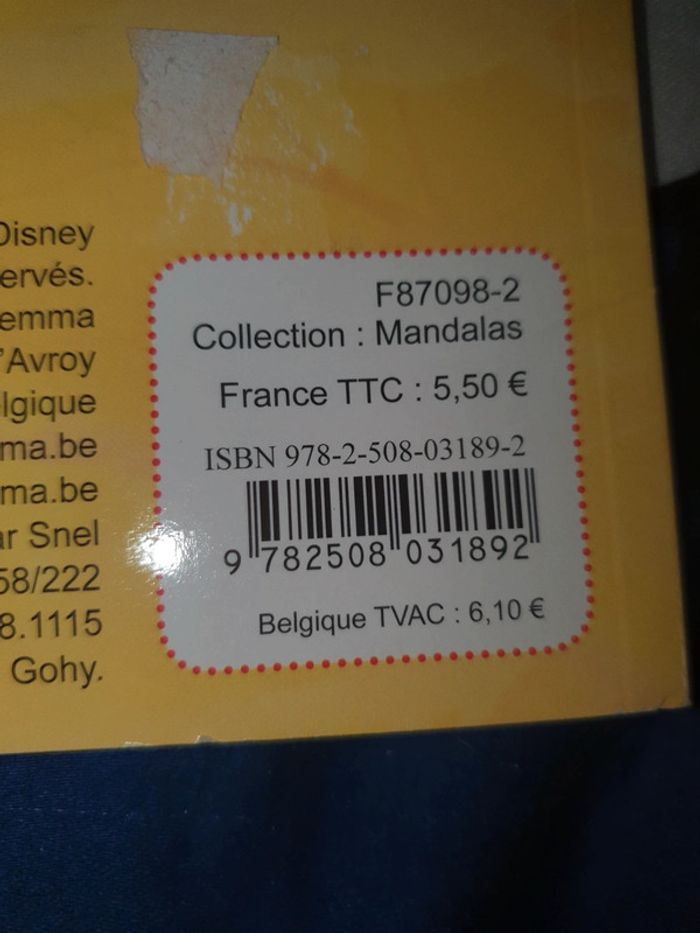 Disney
ervés.
emma
'Avroy
lgique
ma.be
ma.be
ar Snel
58/222
8.1115
Gohy.
F87098-2
Collection : Mandalas
France TTC : 5,50 €
ISBN 978-2-508-03189-2
9 782508 031892
Belgique TVAC : 6,10 €